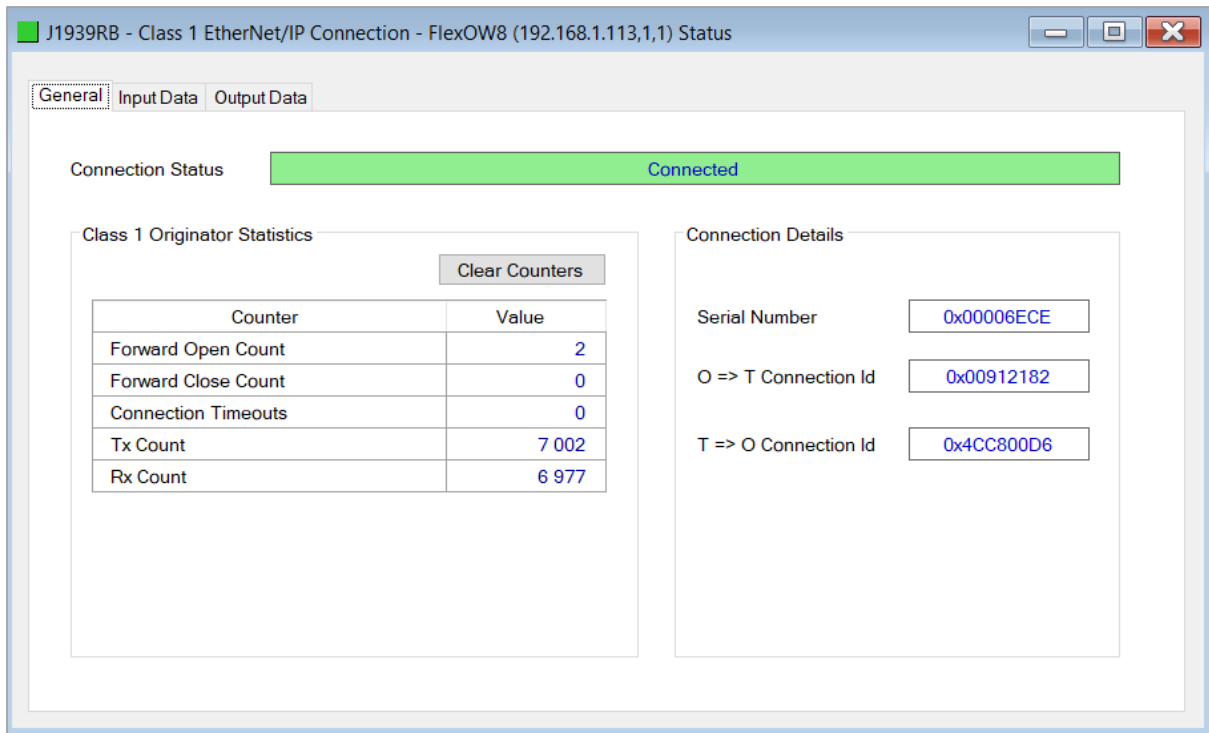 J1939RB - Class 1 EtherNet/IP Connection - FlexOW8 (192.168.1.113,1,1) Status
General Input Data Output Data
Connection Status Connected
Class 1 Originator Statistics
Clear Counters
Counter Value
Forward Open Count 2
Forward Close Count 0
Connection Timeouts 0
Tx Count 7 002
Rx Count 6 977
Connection Details
Serial Number 0x00006ECE
O => T Connection Id 0x00912182
T => O Connection Id 0x4CC800D6